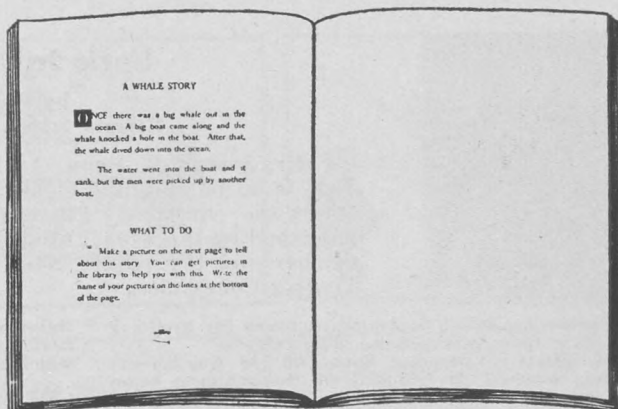 A WHALE STORY
ONCE there was a big whale out in the
ocean. A big boat came along and the
whale knocked a hole in the boat. After that,
the whale dived down into the ocean.
The water went into the boat and it
sank, but the men were picked up by another
boat.
WHAT TO DO
Make a picture on the next page to tell
about this story. You can get pictures in
the library to help you with this. Write the
name of your pictures on the lines at the bottom
of the page.